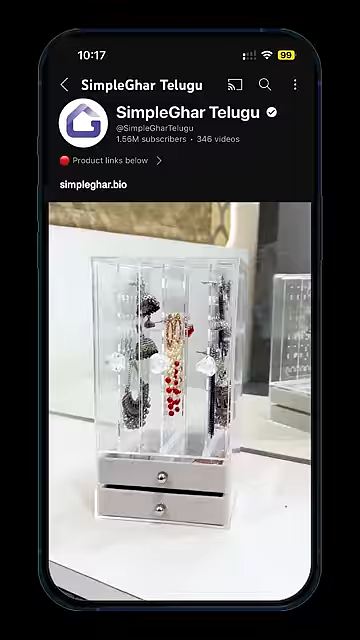 10:17
99
SimpleGhar Telugu
SimpleGhar Telugu
@SimpleGharTelugu
1.56M subscribers • 346 videos
Product links below
simpleghar.bio